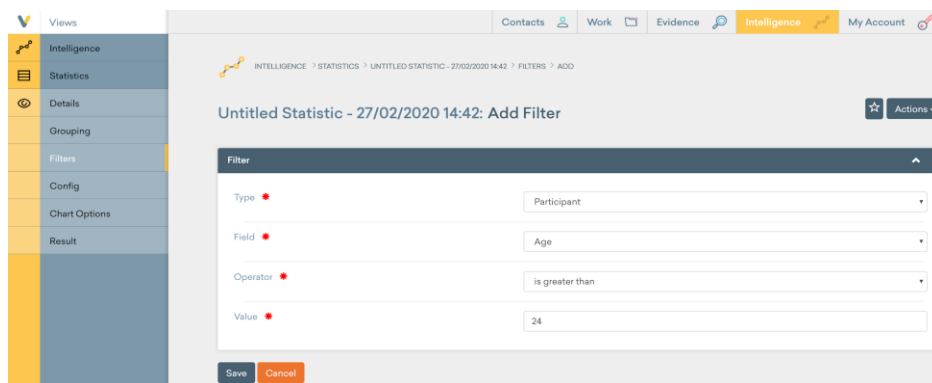 Views
Contacts Work Evidence Intelligence My Account
Intelligence
Statistics
Details
Grouping
Filters
Config
Chart Options
Result
INTELLIGENCE > STATISTICS > UNTITLED STATISTIC - 27/02/2020 14:42 > FILTERS > ADD
Untitled Statistic - 27/02/2020 14:42: Add Filter
Actions
Filter
Type Participant
Field Age
Operator is greater than
Value 24
Save Cancel